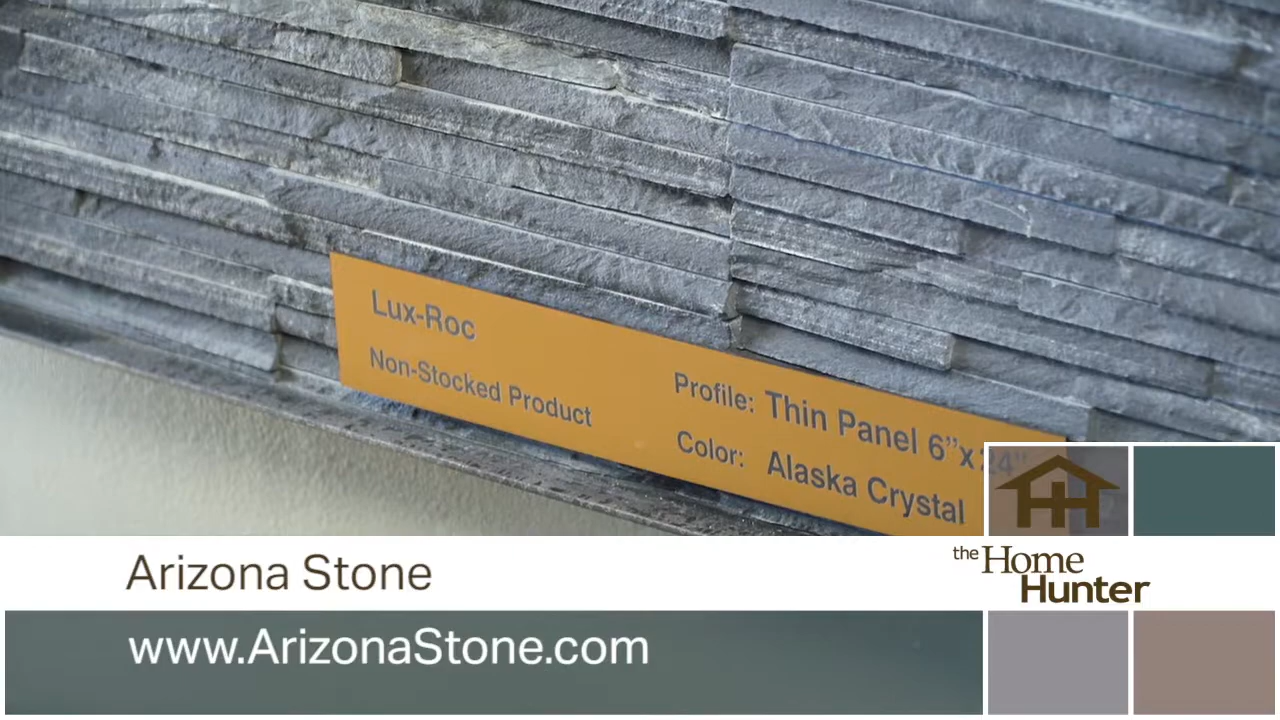 Lux-Roc
Non-Stocked Product
Profile: Thin Panel 6”x 24"
Color: Alaska Crystal
Arizona Stone
www.ArizonaStone.com
the Home
Hunter